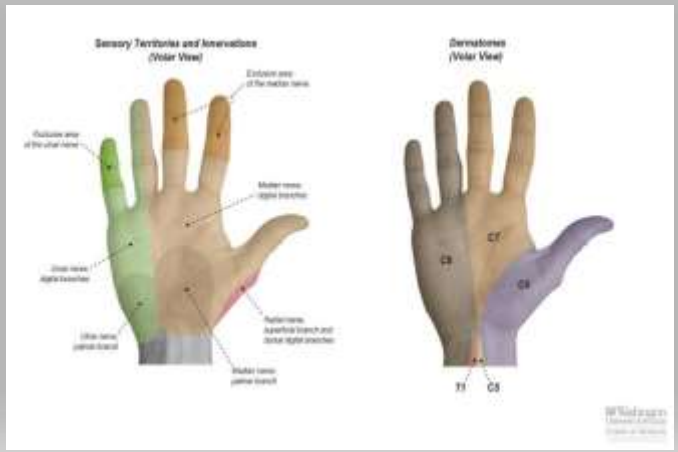 Sensory Territories and Innervations
(Volar View)
Exclusive area
of the median nerve
Exclusive area
of the ulnar nerve
Median nerve
digital branches
Ulnar nerve
digital branches
Ulnar nerve
palmar branch
Radial nerve
superficial branch and
dorsal digital branches
Median nerve
palmar branch
Dermatomes
(Volar View)
C8
C7
C6
T1
C5
Washington